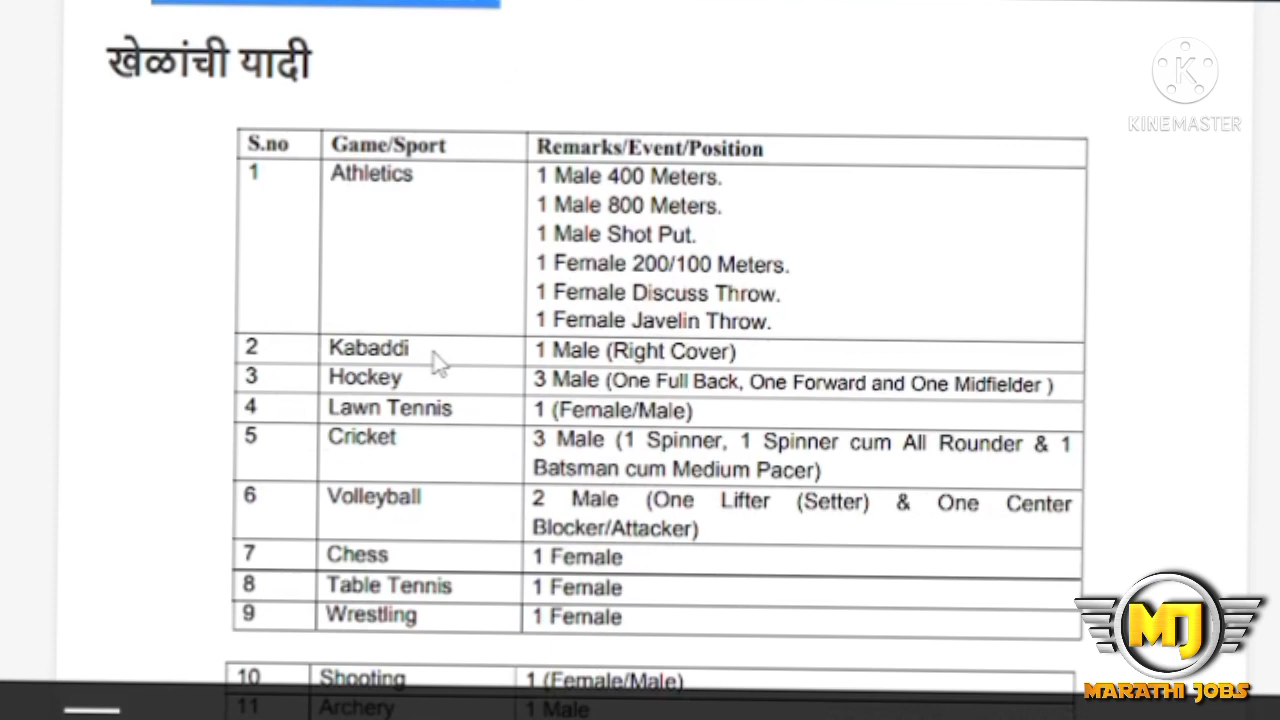 खेळांची यादी
KINEMASTER
S.no Game/Sport Remarks/Event/Position
1 Athletics 1 Male 400 Meters.
1 Male 800 Meters.
1 Male Shot Put.
1 Female 200/100 Meters.
1 Female Discuss Throw.
1 Female Javelin Throw.
2 Kabaddi 1 Male (Right Cover)
3 Hockey 3 Male (One Full Back, One Forward and One Midfielder )
4 Lawn Tennis 1 (Female/Male)
5 Cricket 3 Male (1 Spinner, 1 Spinner cum All Rounder & 1
Batsman cum Medium Pacer)
6 Volleyball 2 Male (One Lifter (Setter) & One Center
Blocker/Attacker)
7 Chess 1 Female
8 Table Tennis 1 Female
9 Wrestling 1 Female
10 Shooting 1 (Female/Male)
11 Archery 1 Male
MJ
MARATHI JOBS